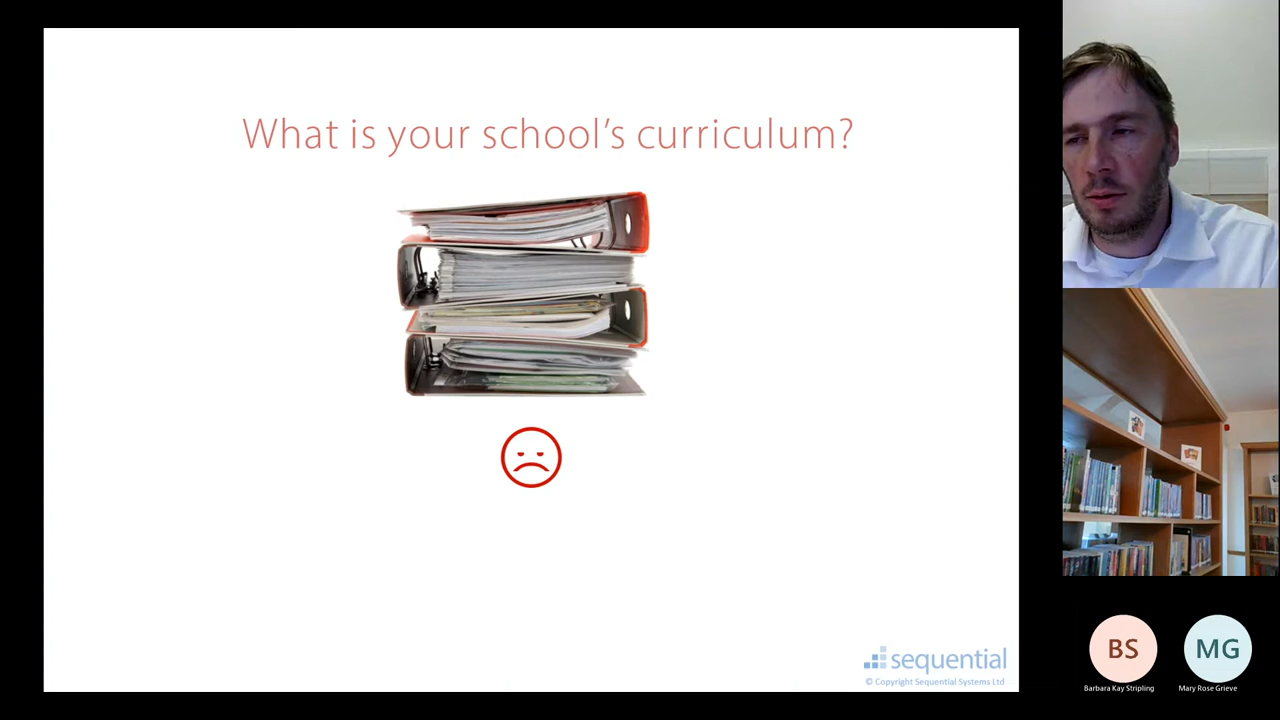 What is your school’s curriculum?
sequential
© Copyright Sequential Systems Ltd
BS
MG
Barbara Kay Stripling
Mary Rose Grieve